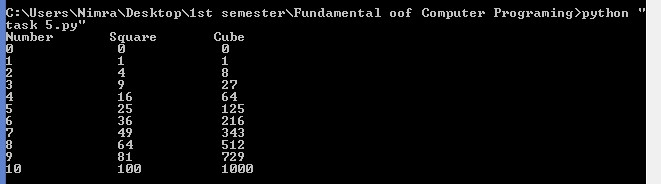 C:\Users\Nimra\Desktop\1st semester\Fundamental oof Computer Programing>python "
task 5.py"
Number Square Cube
0 0 0
1 1 1
2 4 8
3 9 27
4 16 64
5 25 125
6 36 216
7 49 343
8 64 512
9 81 729
10 100 1000